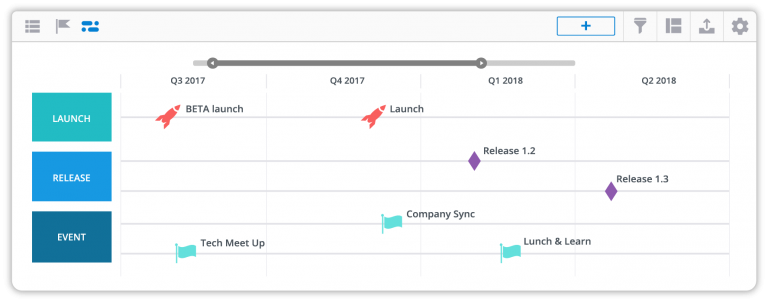 Q3 2017
Q4 2017
Q1 2018
Q2 2018
LAUNCH
BETA launch
Launch
RELEASE
Release 1.2
Release 1.3
EVENT
Company Sync
Tech Meet Up
Lunch & Learn